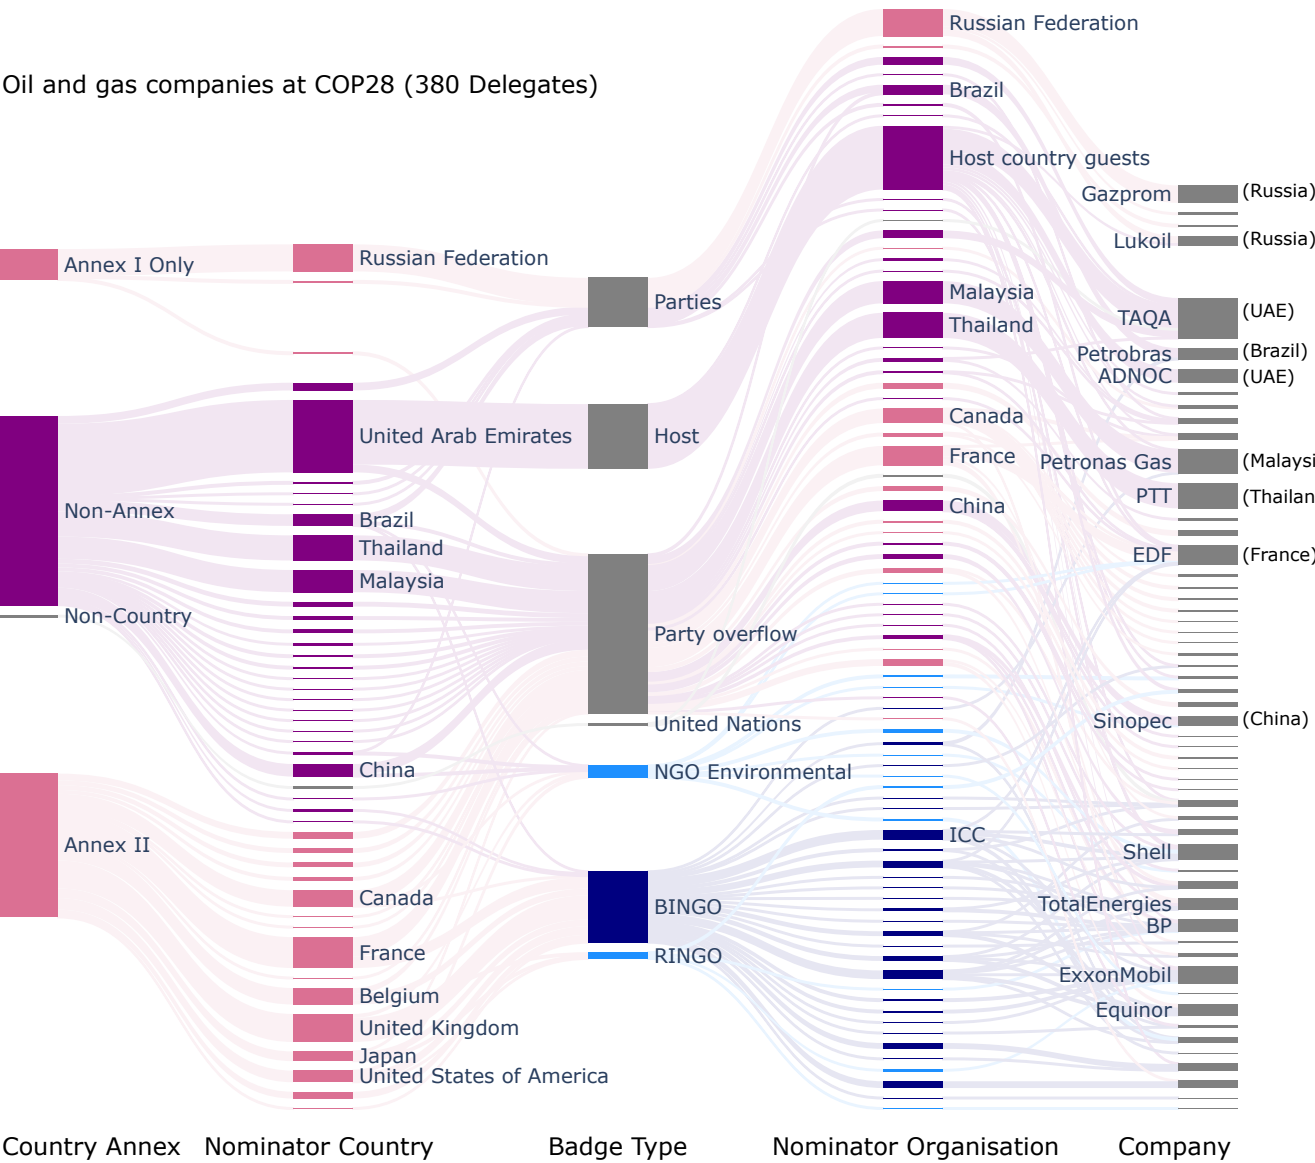 Oil and gas companies at COP28 (380 Delegates)
Annex I Only
Non-Annex
Non-Country
Annex II
Russian Federation
United Arab Emirates
Brazil
Thailand
Malaysia
China
Canada
France
Belgium
United Kingdom
Japan
United States of America
Parties
Host
Party overflow
United Nations
NGO Environmental
BINGO
RINGO
Russian Federation
Brazil
Host country guests
Malaysia
Thailand
Canada
France
China
ICC
Gazprom (Russia)
Lukoil (Russia)
TAQA (UAE)
Petrobras (Brazil)
ADNOC (UAE)
Petronas Gas (Malaysi
PTT (Thailan
EDF (France)
Sinopec (China)
Shell
TotalEnergies
BP
ExxonMobil
Equinor
Country Annex Nominator Country Badge Type Nominator Organisation Company